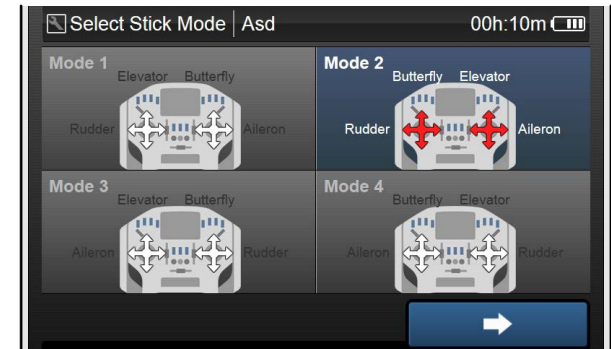 Select Stick Mode Asd 00h:10m
Mode 1
Elevator Butterfly
Rudder Aileron
Mode 2
Butterfly Elevator
Rudder Aileron
Mode 3
Elevator Butterfly
Aileron Rudder
Mode 4
Butterfly Elevator
Aileron Rudder